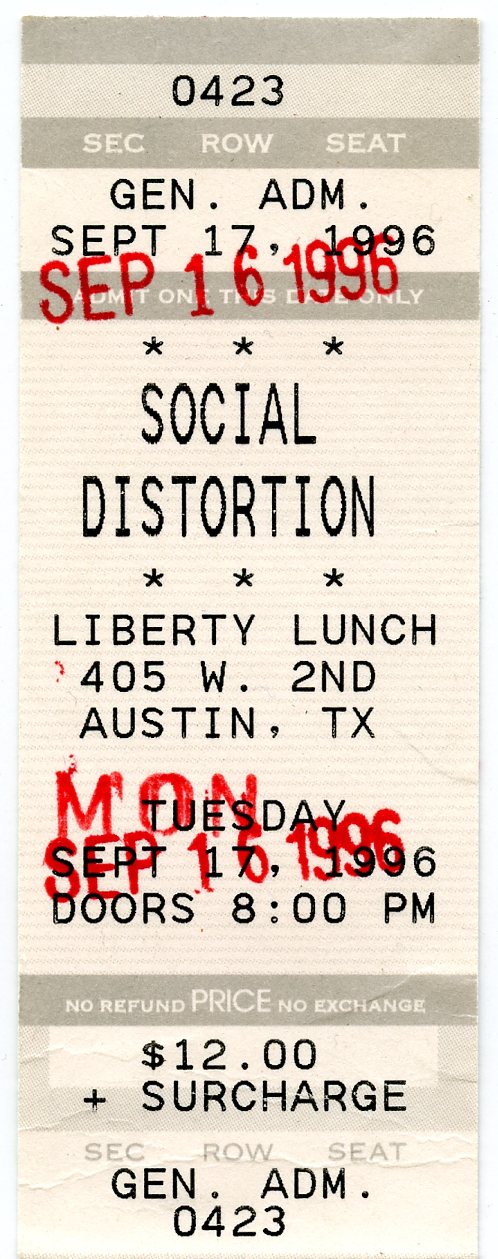 0423
SEC ROW SEAT
GEN. ADM.
SEPT 17, 1996
SEP 16 1996
ADMIT ONE THIS DATE ONLY
* * *
SOCIAL
DISTORTION
* * *
LIBERTY LUNCH
405 W. 2ND
AUSTIN, TX
MON
TUESDAY
SEP 16 1996
SEPT 17, 1996
DOORS 8:00 PM
NO REFUND PRICE NO EXCHANGE
$12.00
+ SURCHARGE
SEC ROW SEAT
GEN. ADM.
0423